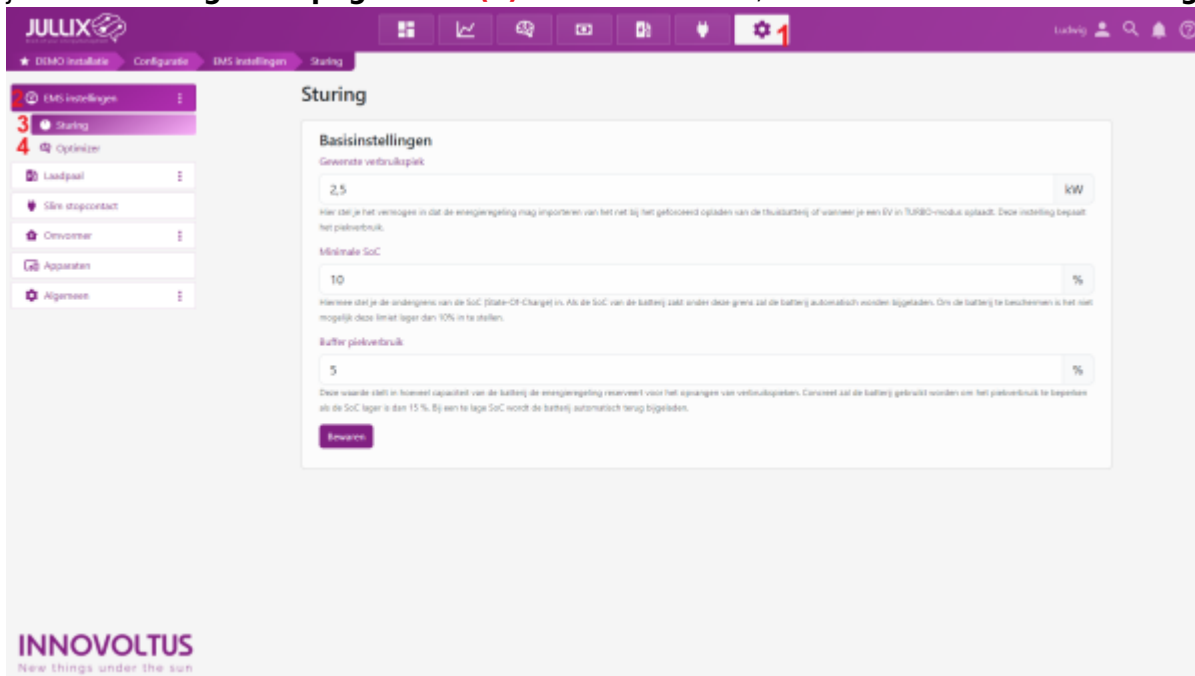 JULLIX
1
Ludwig
DEMO Installatie
Configuratie
EMS Instellingen
Sturing
2 EMS instellingen
3 Sturing
4 Optimizer
Laadpaal
Slim stopcontact
Omvormer
Apparaten
Algemeen
Sturing
Basisinstellingen
Gewenste verbruikspiek
2,5 kW
Hier stel je het vermogen in dat de energieregeling mag importeren van het net bij het geforceerd opladen van de thuisbatterij of wanneer je een EV in TURBO-modus oplaadt. Deze instelling bepaalt
het piekverbruik.
Minimale SoC
10 %
Hiermee stel je de ondergrens van de SoC (State-Of-Charge) in. Als de SoC van de batterij zakt onder deze grens zal de batterij automatisch worden bijgeladen. Om de batterij te beschermen is het niet
mogelijk deze limiet lager dan 10% in te stellen.
Buffer piekverbruik
5 %
Deze waarde stelt in hoeveel capaciteit van de batterij de energieregeling reserveert voor het opvangen van verbruikspieken. Concreet zal de batterij gebruikt worden om het piekverbruik te beperken
als de SoC lager is dan 15 %. Bij een te lage SoC wordt de batterij automatisch terug bijgeladen.
Bewaren
INNOVOLTUS
New things under the sun